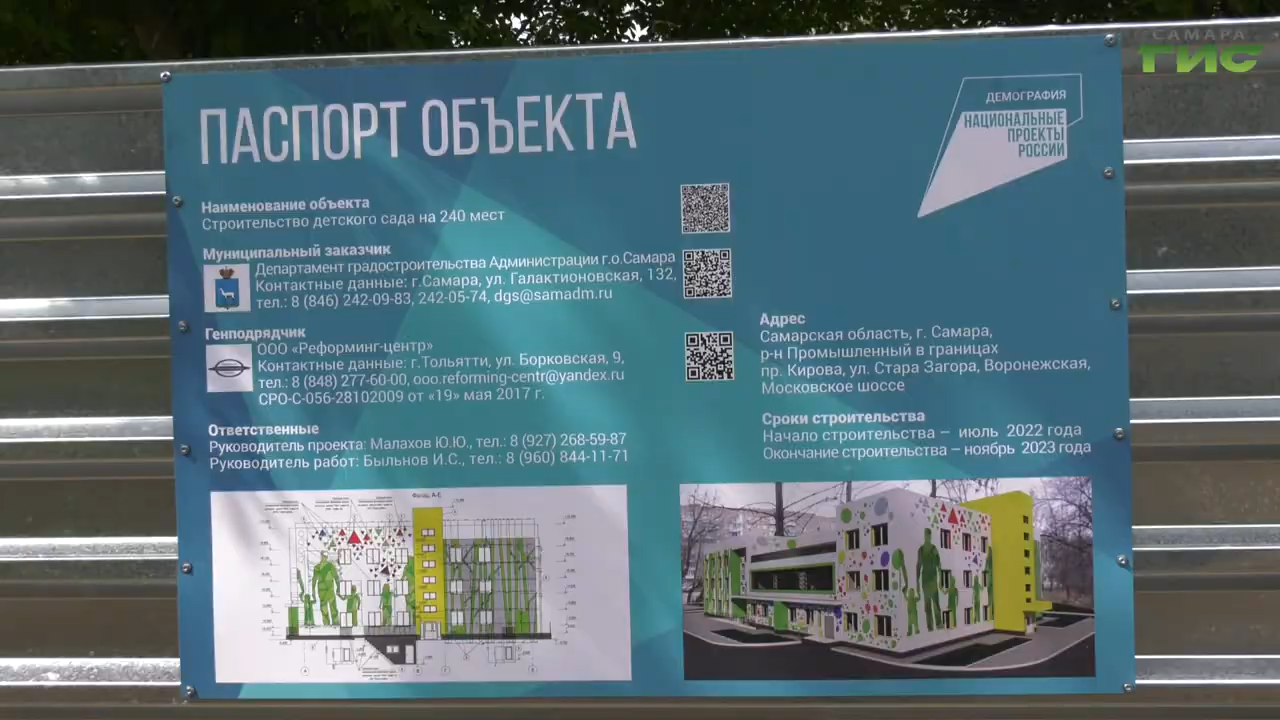 САМАРА
ГИС
ПАСПОРТ ОБЪЕКТА
ДЕМОГРАФИЯ
НАЦИОНАЛЬНЫЕ
ПРОЕКТЫ
РОССИИ
Наименование объекта
Строительство детского сада на 240 мест
Муниципальный заказчик
Департамент градостроительства Администрации г.о.Самара
Контактные данные: г.Самара, ул. Галактионовская, 132,
тел.: 8 (846) 242-09-83, 242-05-74, dgs@samadm.ru
Генподрядчик
ООО «Реформинг-центр»
Контактные данные: г.Тольятти, ул. Борковская, 9,
тел.: 8 (848) 277-60-00, ooo.reforming-centr@yandex.ru
СРО-С-056-28102009 от «19» мая 2017 г.
Ответственные
Руководитель проекта: Малахов Ю.Ю., тел.: 8 (927) 268-59-87
Руководитель работ: Быльнов И.С., тел.: 8 (960) 844-11-71
Адрес
Самарская область, г. Самара,
р-н Промышленный в границах
пр. Кирова, ул. Стара Загора, Воронежская,
Московское шоссе
Сроки строительства
Начало строительства – июль 2022 года
Окончание строительства – ноябрь 2023 года
Фасад А-Е